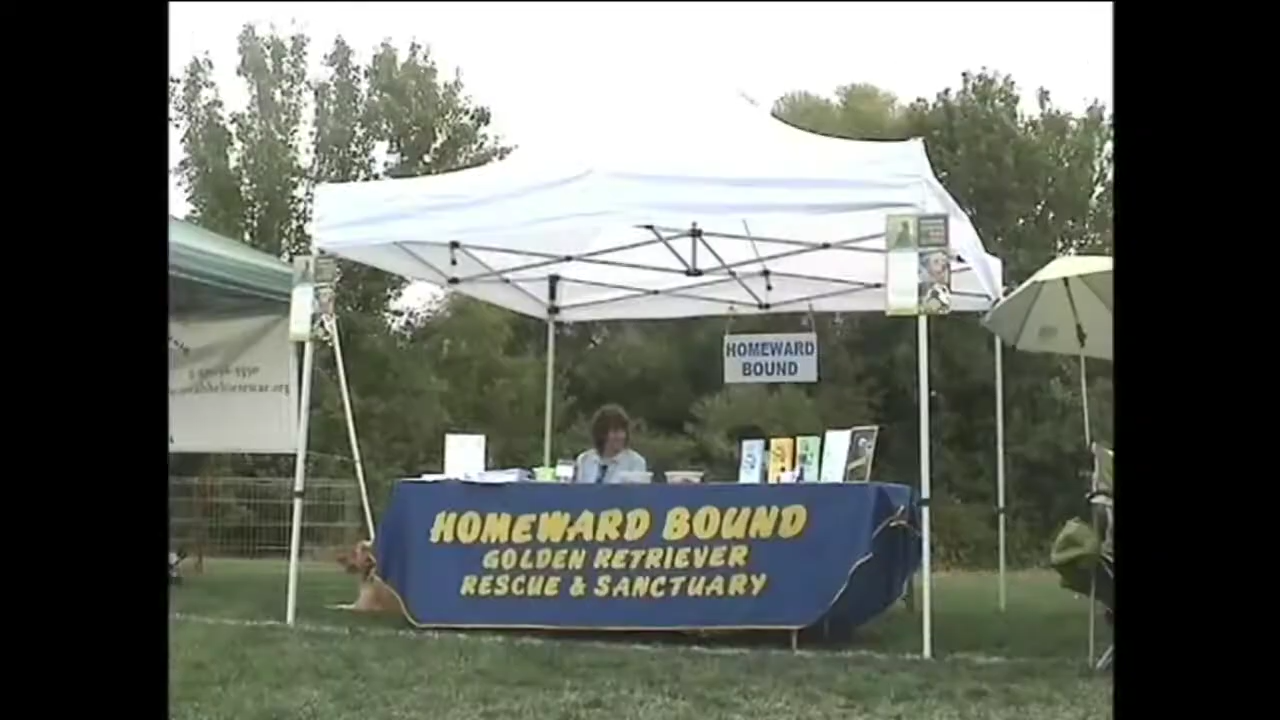 HOMEWARD
BOUND
HOMEWARD BOUND
GOLDEN RETRIEVER
RESCUE & SANCTUARY